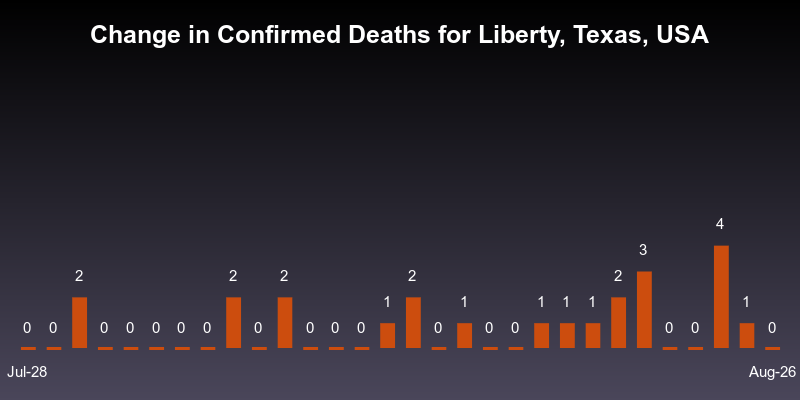 Change in Confirmed Deaths for Liberty, Texas, USA
4
3
2 2 2 2 2
1 1 1 1 1 1
0 0 0 0 0 0 0 0 0 0 0 0 0 0 0 0 0
Jul-28 Aug-26